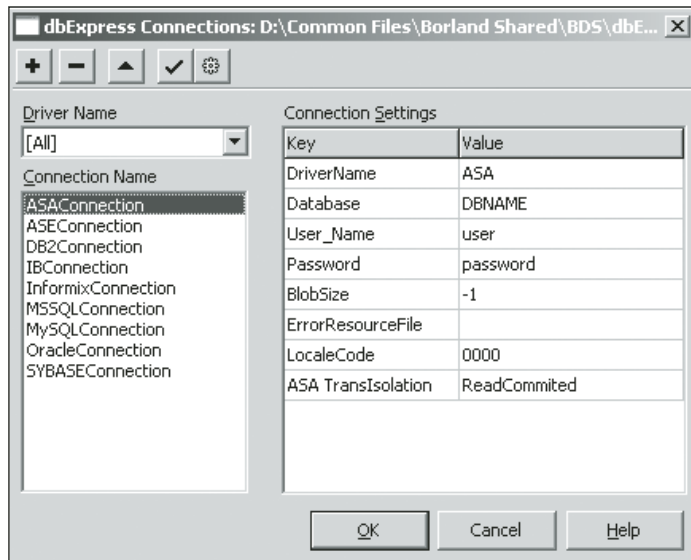 dbExpress Connections: D:\Common Files\Borland Shared\BDS\dbE...
Driver Name
[All]
Connection Name
ASAConnection
ASEConnection
DB2Connection
IBConnection
InformixConnection
MSSQLConnection
MySQLConnection
OracleConnection
SYBASEConnection
Connection Settings
Key Value
DriverName ASA
Database DBNAME
User_Name user
Password password
BlobSize -1
ErrorResourceFile
LocaleCode 0000
ASA TransIsolation ReadCommited
OK Cancel Help